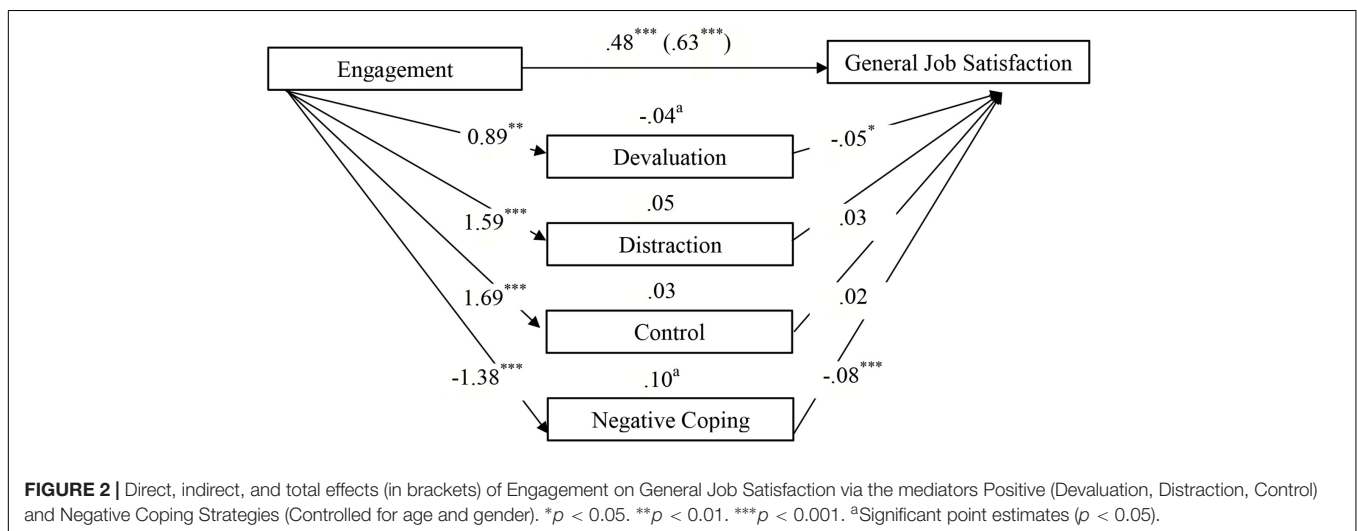 .48*** (.63***)
Engagement
General Job Satisfaction
-.04ᵃ
0.89**
-.05*
Devaluation
.05
1.59***
.03
Distraction
.03
1.69***
.02
Control
.10ᵃ
-1.38***
-.08***
Negative Coping
FIGURE 2 | Direct, indirect, and total effects (in brackets) of Engagement on General Job Satisfaction via the mediators Positive (Devaluation, Distraction, Control)
and Negative Coping Strategies (Controlled for age and gender). *p < 0.05. **p < 0.01. ***p < 0.001. ᵃSignificant point estimates (p < 0.05).